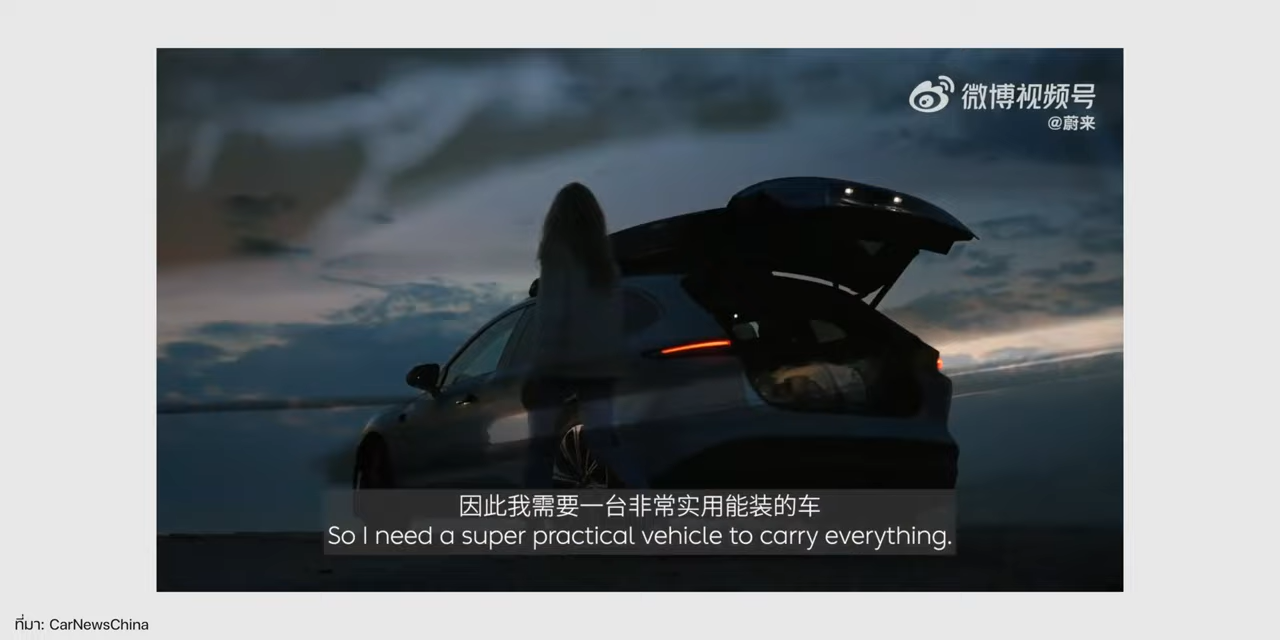 微博视频号
@蔚来
因此我需要一台非常实用能装的车
So I need a super practical vehicle to carry everything.
ที่มา: CarNewsChina